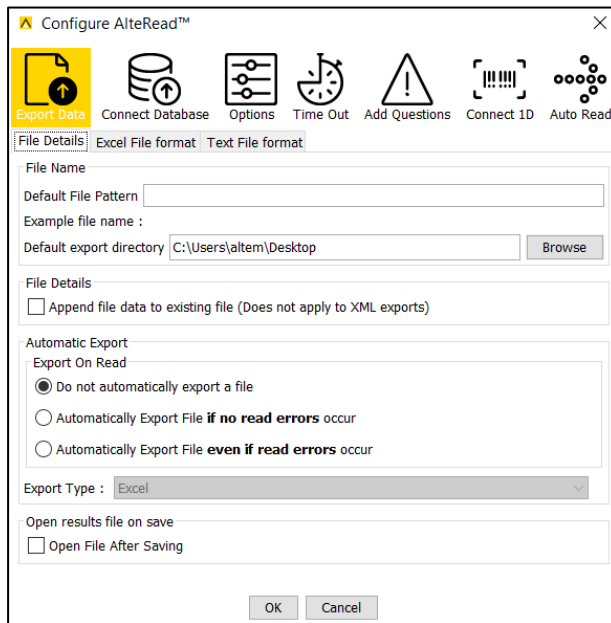 Configure AlteRead™
Export Data Connect Database Options Time Out Add Questions Connect 1D Auto Read
File Details Excel File format Text File format
File Name
Default File Pattern
Example file name :
Default export directory C:\Users\altem\Desktop Browse
File Details
Append file data to existing file (Does not apply to XML exports)
Automatic Export
Export On Read
Do not automatically export a file
Automatically Export File if no read errors occur
Automatically Export File even if read errors occur
Export Type : Excel
Open results file on save
Open File After Saving
OK Cancel